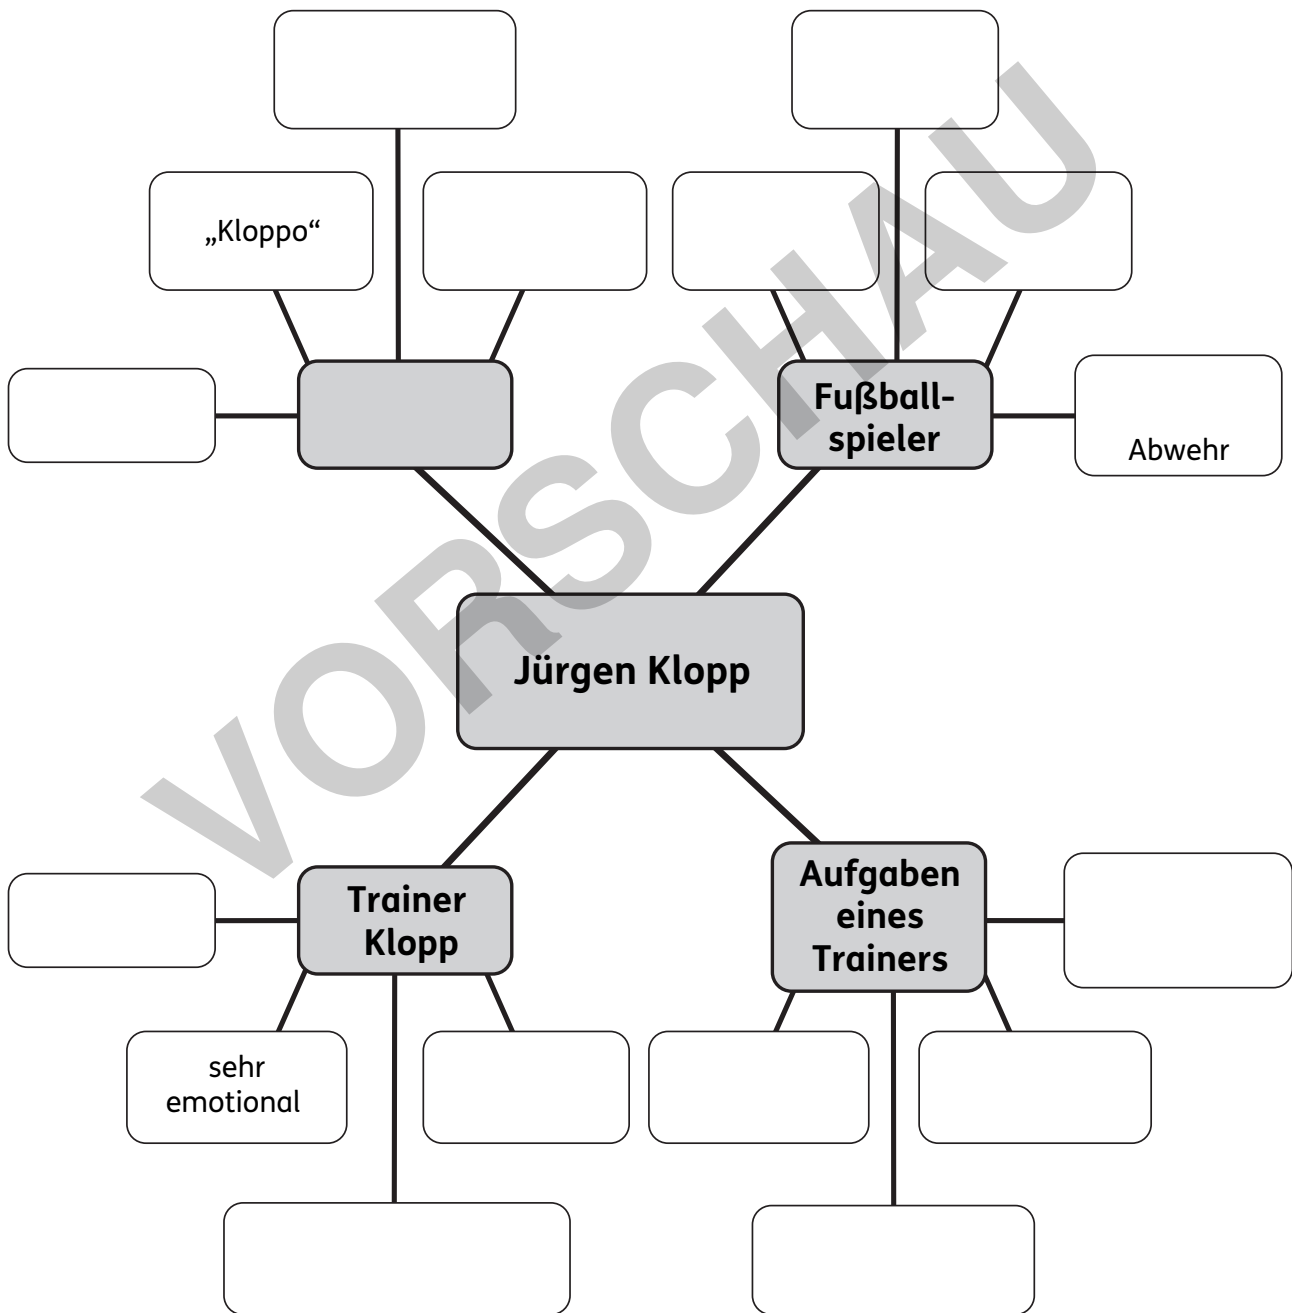 „Kloppo“
Fußball-
spieler
Abwehr
Jürgen Klopp
Trainer
Klopp
sehr
emotional
Aufgaben
eines
Trainers
VORSCHAU